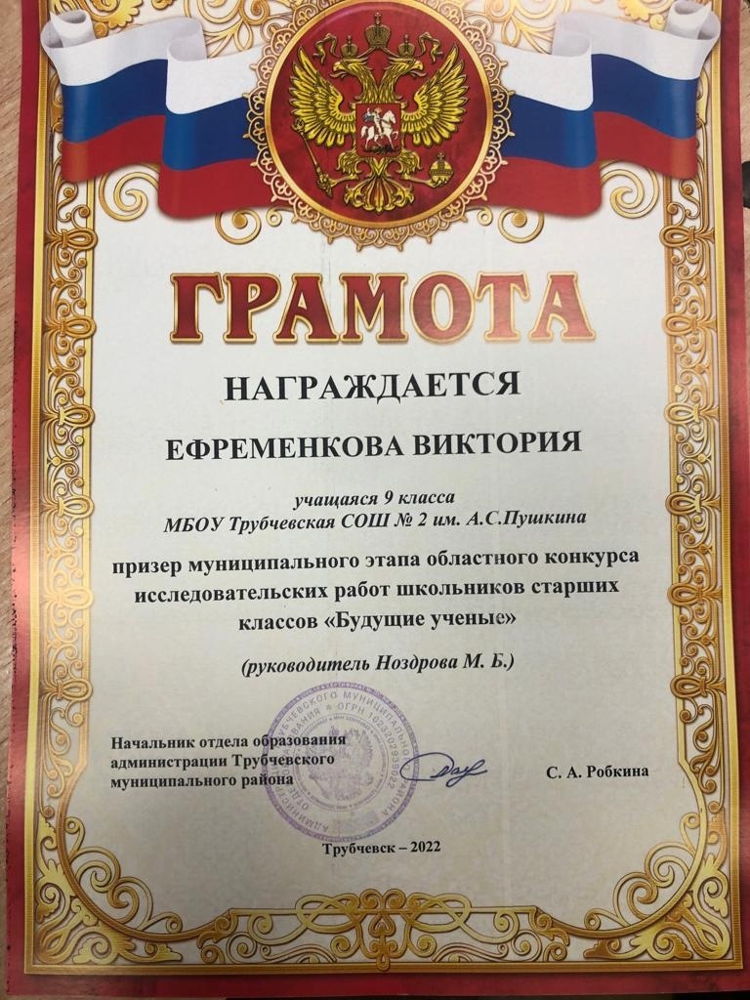 ГРАМОТА
НАГРАЖДАЕТСЯ
ЕФРЕМЕНКОВА ВИКТОРИЯ
учащаяся 9 класса
МБОУ Трубчевская СОШ № 2 им. А.С.Пушкина
призер муниципального этапа областного конкурса
исследовательских работ школьников старших
классов «Будущие ученые»
(руководитель Ноздрова М. Б.)
Начальник отдела образования
администрации Трубчевского
муниципального района
С. А. Робкина
Трубчевск – 2022